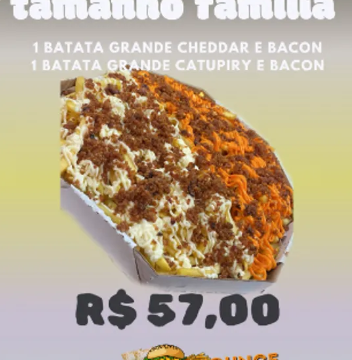 tamanho família
1 BATATA GRANDE CHEDDAR E BACON
1 BATATA GRANDE CATUPIRY E BACON
R$ 57,00